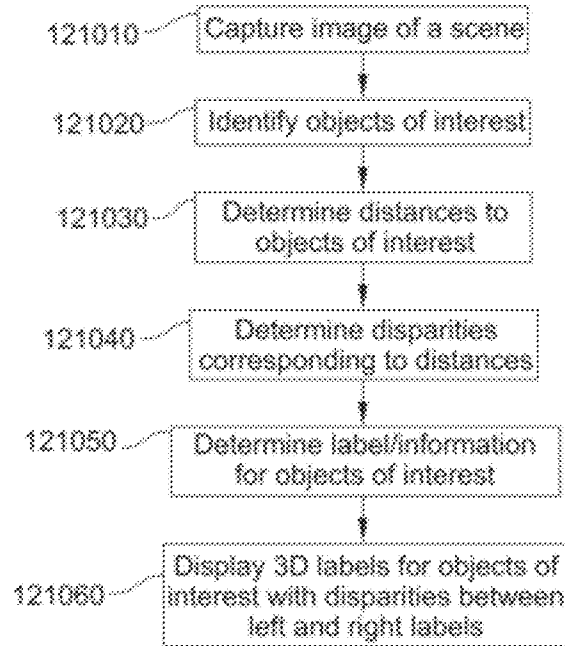 121010
Capture image of a scene
121020
Identify objects of interest
121030
Determine distances to
objects of interest
121040
Determine disparities
corresponding to distances
121050
Determine label/information
for objects of interest
121060
Display 3D labels for objects of
interest with disparities between
left and right labels